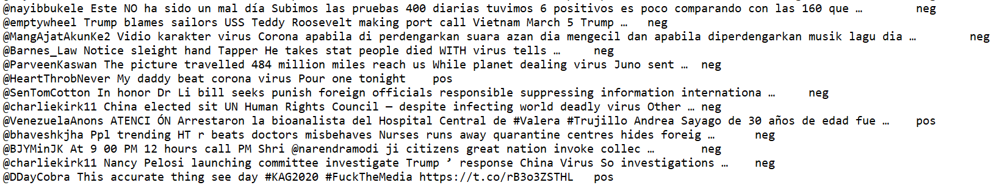 @nayibbukele Este NO ha sido un mal día Subimos las pruebas 400 diarias tuvimos 6 positivos es poco comparando con las 160 que … neg
@emptywheel Trump blames sailors USS Teddy Roosevelt making port call Vietnam March 5 Trump … neg
@MangAjatAkunKe2 Vidio karakter virus Corona apabila di perdengarkan suara azan dia mengecil dan apabila diperdengarkan musik lagu dia … neg
@Barnes_Law Notice sleight hand Tapper He takes stat people died WITH virus tells … neg
@ParveenKaswan The picture travelled 484 million miles reach us While planet dealing virus Juno sent … neg
@HeartThrobNever My daddy beat corona virus Pour one tonight pos
@SenTomCotton In honor Dr Li bill seeks punish foreign officials responsible suppressing information internationa … neg
@charliekirk11 China elected sit UN Human Rights Council — despite infecting world deadly virus Other … neg
@VenezuelaAnons ATENCI ÓN Arrestaron la bioanalista del Hospital Central de #Valera #Trujillo Andrea Sayago de 30 años de edad fue … pos
@bhaveshkjha Ppl trending HT r beats doctors misbehaves Nurses runs away quarantine centres hides foreig … neg
@BJYMinJK At 9 00 PM 12 hours call PM Shri @narendramodi ji citizens great nation invoke collec … neg
@charliekirk11 Nancy Pelosi launching committee investigate Trump ’ response China Virus So investigations … neg
@DDayCobra This accurate thing see day #KAG2020 #FuckTheMedia https://t.co/rB3o3ZSTHL pos